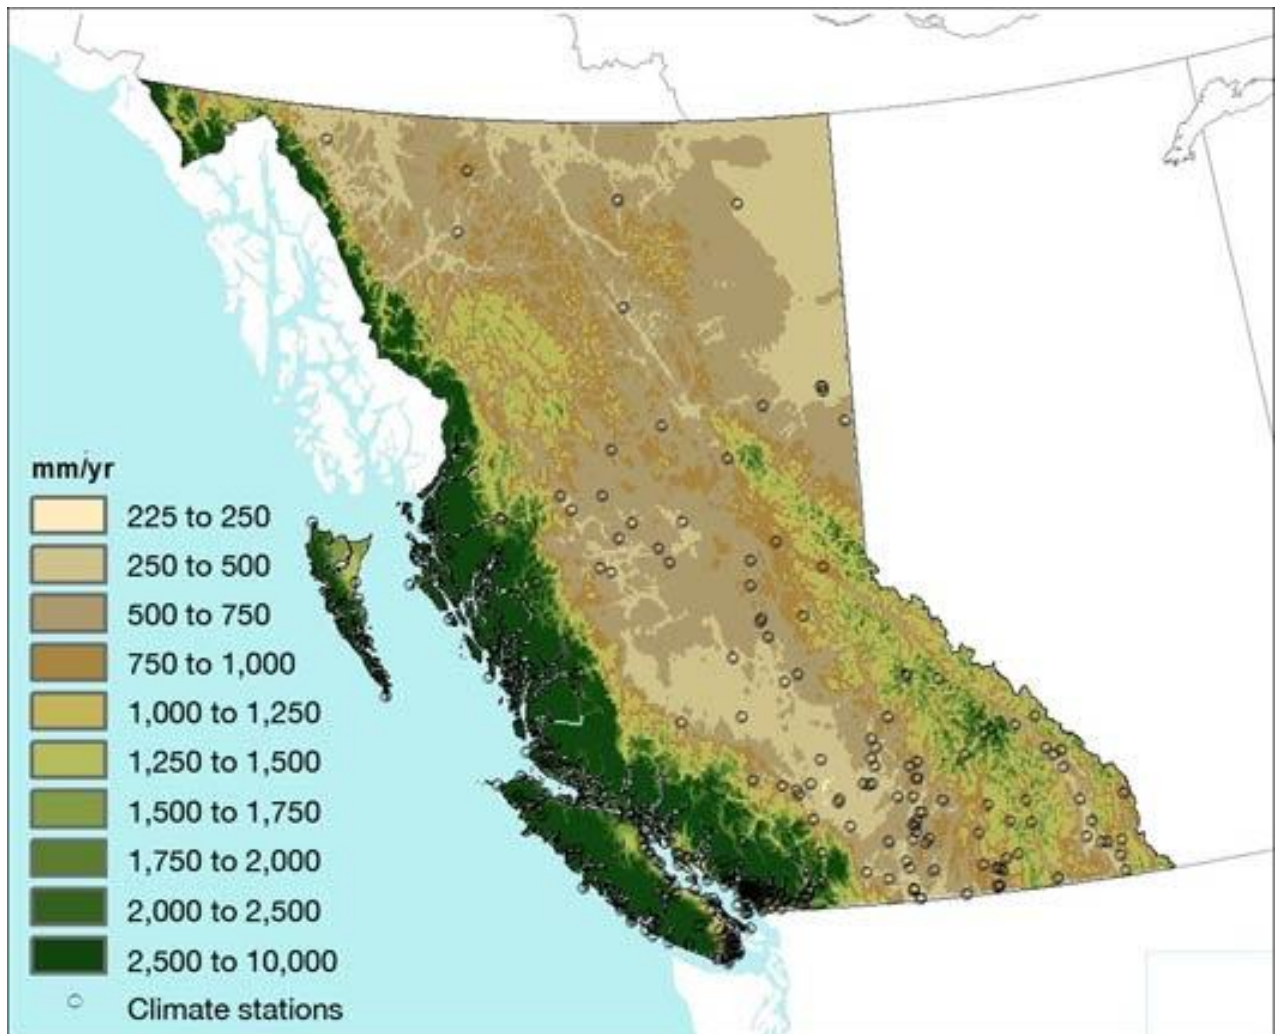 mm/yr
225 to 250
250 to 500
500 to 750
750 to 1,000
1,000 to 1,250
1,250 to 1,500
1,500 to 1,750
1,750 to 2,000
2,000 to 2,500
2,500 to 10,000
Climate stations